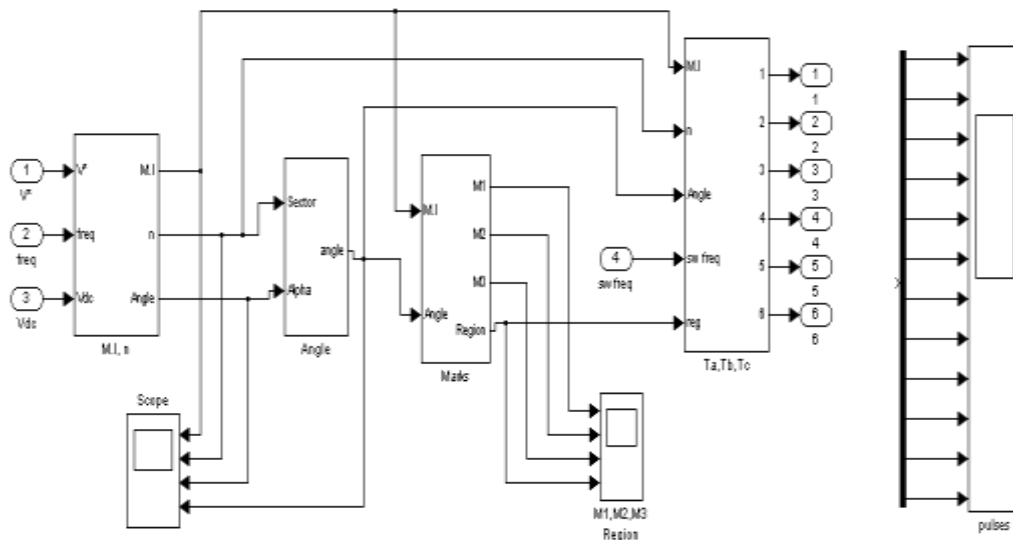 1
V*
2
freq
3
Vdc
V*
freq
Vdc
M.I
n
Angle
M.I, n
Sector
Alpha
angle
Angle
M.I
Angle
M1
M2
M3
Region
Marks
4
sw freq
M.I
n
Angle
sw freq
reg
1
2
3
4
5
6
Ta,Tb,Tc
1
1
2
2
3
3
4
4
5
5
6
6
Scope
M1,M2,M3
Region
pulses